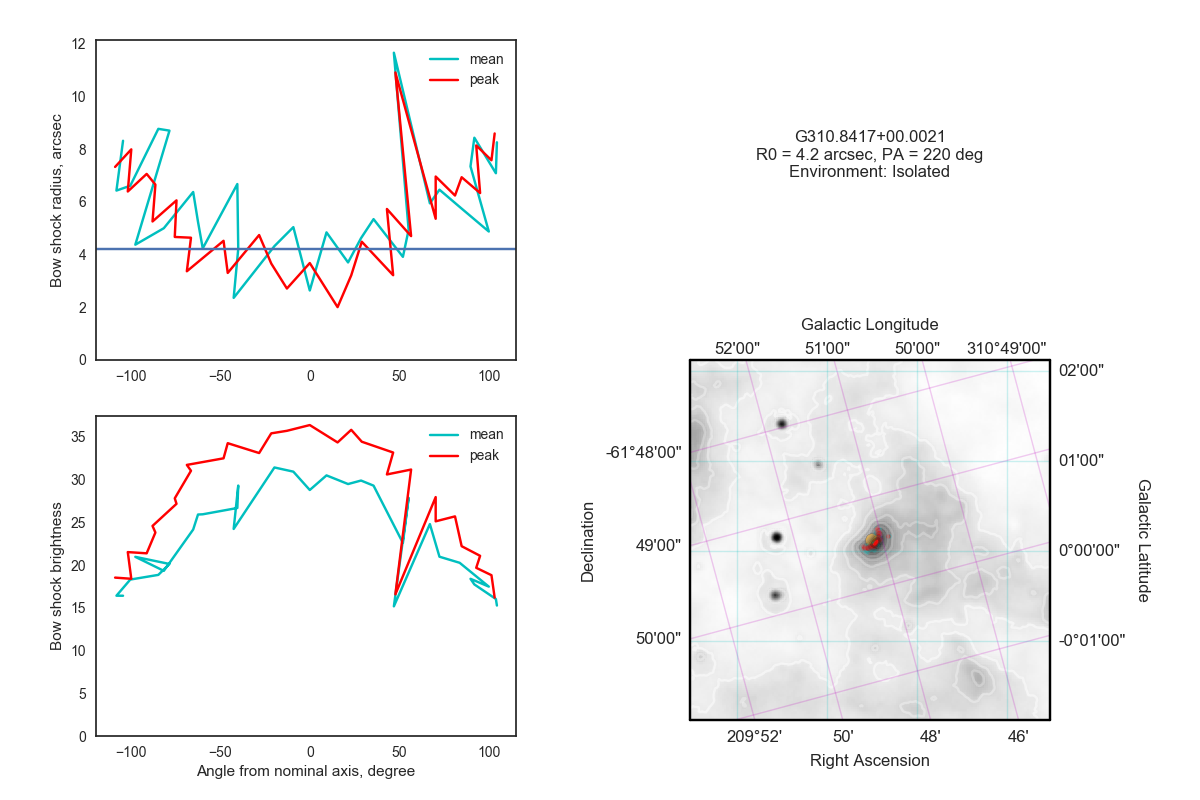 12
10
8
6
4
2
0
Bow shock radius, arcsec
mean
peak
−100
−50
0
50
100
35
30
25
20
15
10
5
0
Bow shock brightness
mean
peak
−100
−50
0
50
100
Angle from nominal axis, degree
G310.8417+00.0021
R0 = 4.2 arcsec, PA = 220 deg
Environment: Isolated
Galactic Longitude
52'00"
51'00"
50'00"
310°49'00"
02'00"
01'00"
0°00'00"
-0°01'00"
Galactic Latitude
-61°48'00"
49'00"
50'00"
Declination
209°52'
50'
48'
46'
Right Ascension